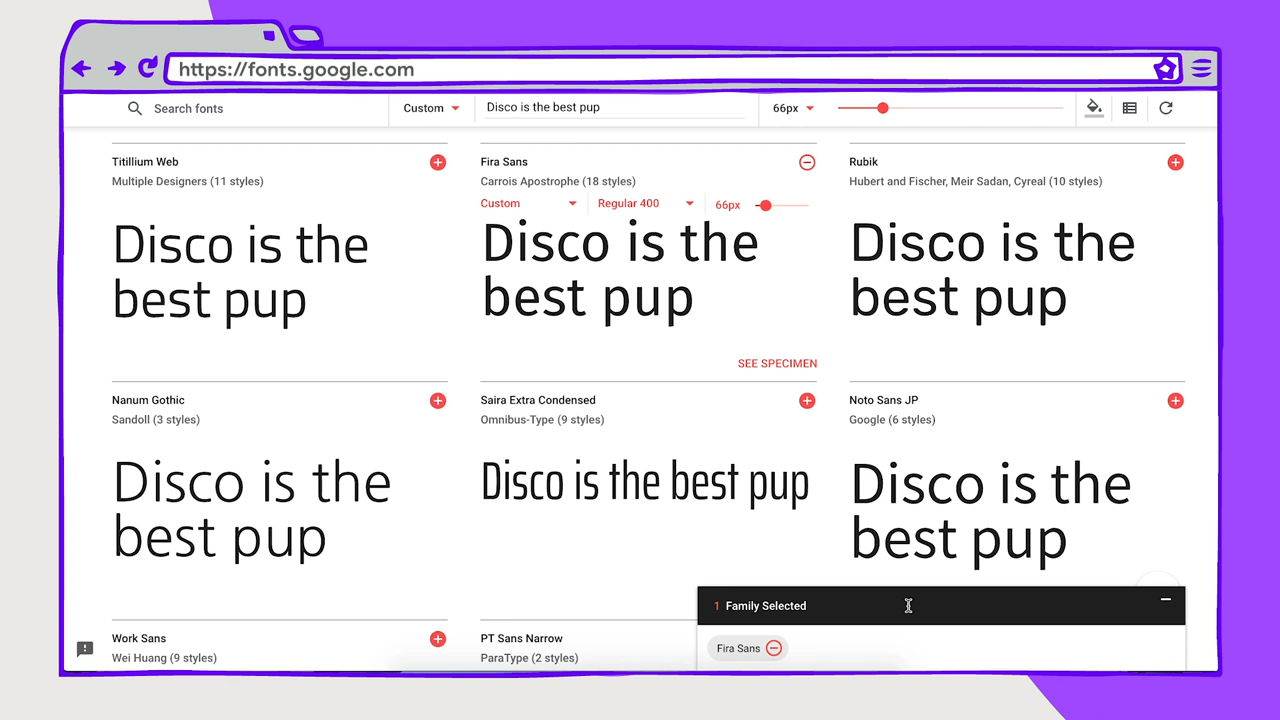 https://fonts.google.com
Search fonts
Custom
Disco is the best pup
66px
Titillium Web
Multiple Designers (11 styles)
Disco is the
best pup
Fira Sans
Carrois Apostrophe (18 styles)
Custom
Regular 400
66px
Disco is the
best pup
SEE SPECIMEN
Rubik
Hubert and Fischer, Meir Sadan, Cyreal (10 styles)
Disco is the
best pup
Nanum Gothic
Sandoll (3 styles)
Disco is the
best pup
Saira Extra Condensed
Omnibus-Type (9 styles)
Disco is the best pup
Noto Sans JP
Google (6 styles)
Disco is the
best pup
Work Sans
Wei Huang (9 styles)
PT Sans Narrow
ParaType (2 styles)
1 Family Selected
Fira Sans